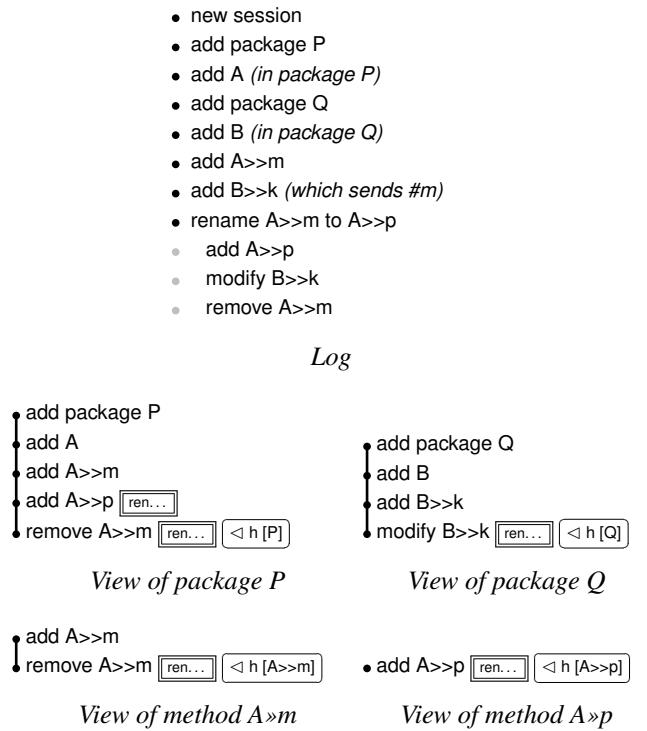 new session
add package P
add A (in package P)
add package Q
add B (in package Q)
add A>>m
add B>>k (which sends #m)
rename A>>m to A>>p
add A>>p
modify B>>k
remove A>>m
Log
add package P
add A
add A>>m
add A>>p ren...
remove A>>m ren... ◁ h [P]
View of package P
add package Q
add B
add B>>k
modify B>>k ren... ◁ h [Q]
View of package Q
add A>>m
remove A>>m ren... ◁ h [A>>m]
View of method A»m
add A>>p ren... ◁ h [A>>p]
View of method A»p